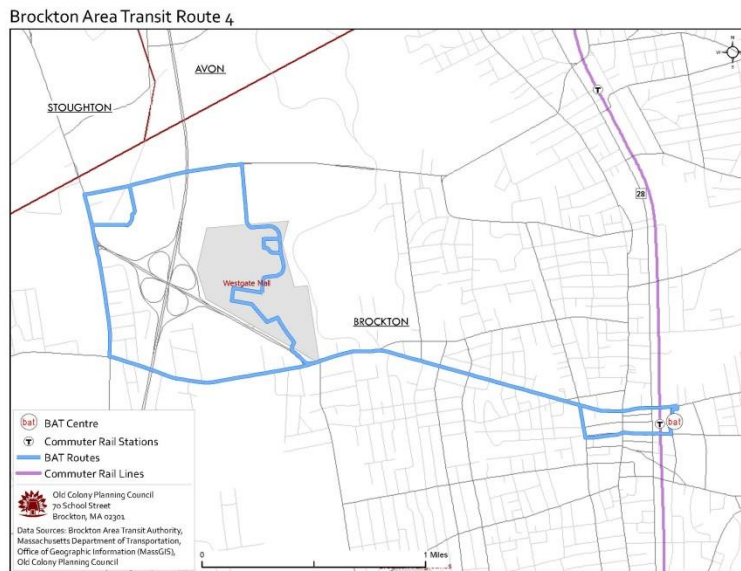 Brockton Area Transit Route 4
AVON
STOUGHTON
28
Westgate Mall
BROCKTON
bat
bat BAT Centre
T Commuter Rail Stations
BAT Routes
Commuter Rail Lines
Old Colony Planning Council
70 School Street
Brockton, MA 02301
Data Sources: Brockton Area Transit Authority,
Massachusetts Department of Transportation,
Office of Geographic Information (MassGIS),
Old Colony Planning Council
0 1 Miles